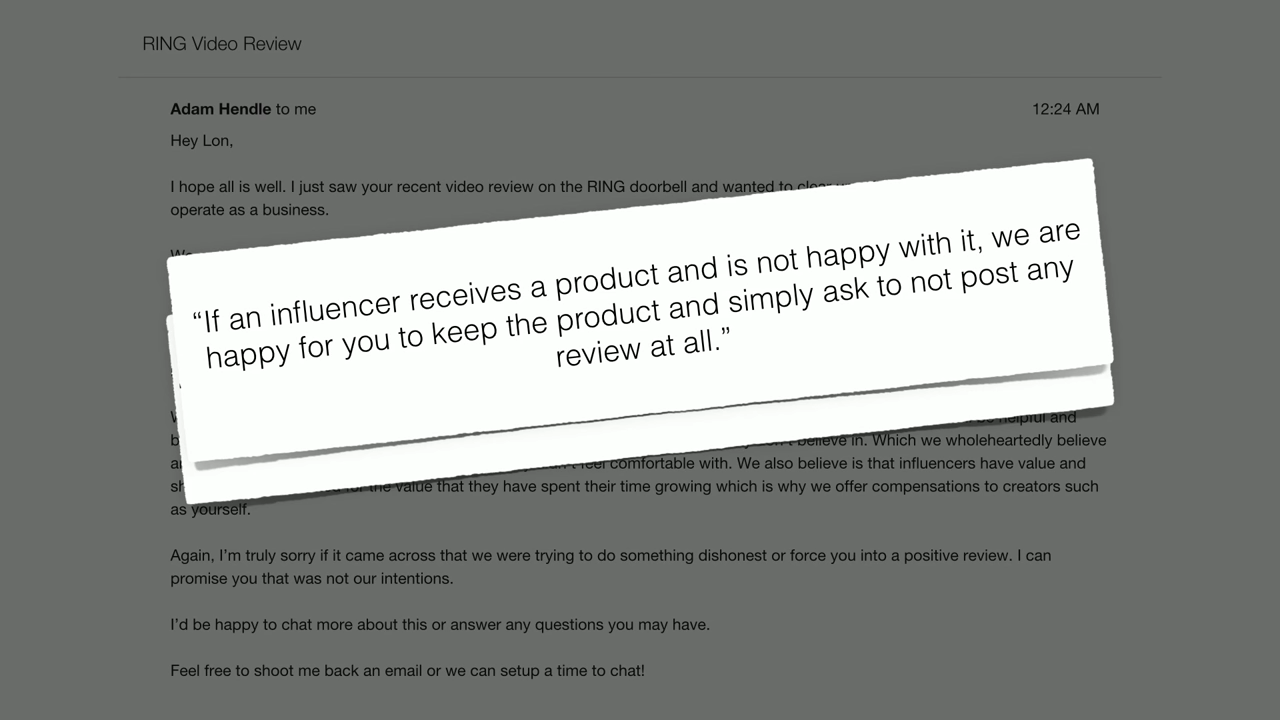 RING Video Review
Adam Hendle to me 12:24 AM
Hey Lon,
I hope all is well. I just saw your recent video review on the RING doorbell and wanted to clear
operate as a business.
We
“If an influencer receives a product and is not happy with it, we are
happy for you to keep the product and simply ask to not post any
review at all.”
helpful and
believe in. Which we wholeheartedly believe
feel comfortable with. We also believe is that influencers have value and
for the value that they have spent their time growing which is why we offer compensations to creators such
as yourself.
Again, I’m truly sorry if it came across that we were trying to do something dishonest or force you into a positive review. I can
promise you that was not our intentions.
I’d be happy to chat more about this or answer any questions you may have.
Feel free to shoot me back an email or we can setup a time to chat!